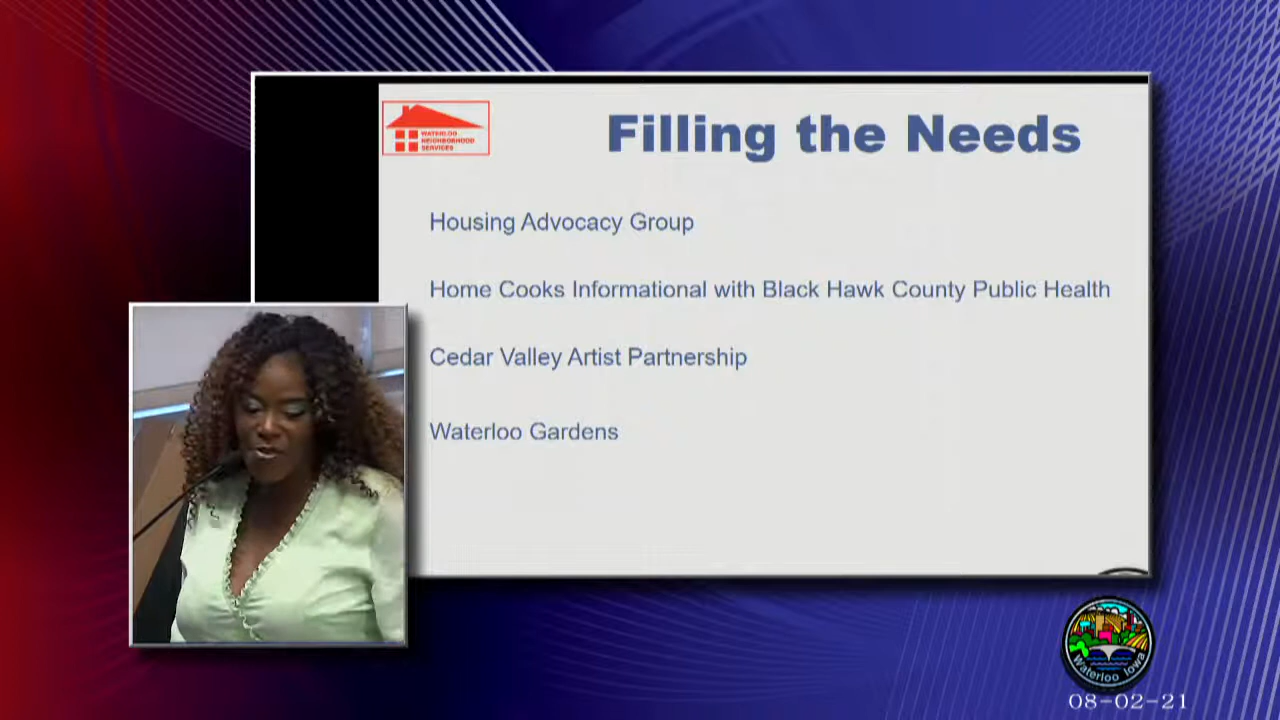 WATERLOO
NEIGHBORHOOD
SERVICES
Filling the Needs
Housing Advocacy Group
Home Cooks Informational with Black Hawk County Public Health
Cedar Valley Artist Partnership
Waterloo Gardens
Waterloo Iowa
08-02-21